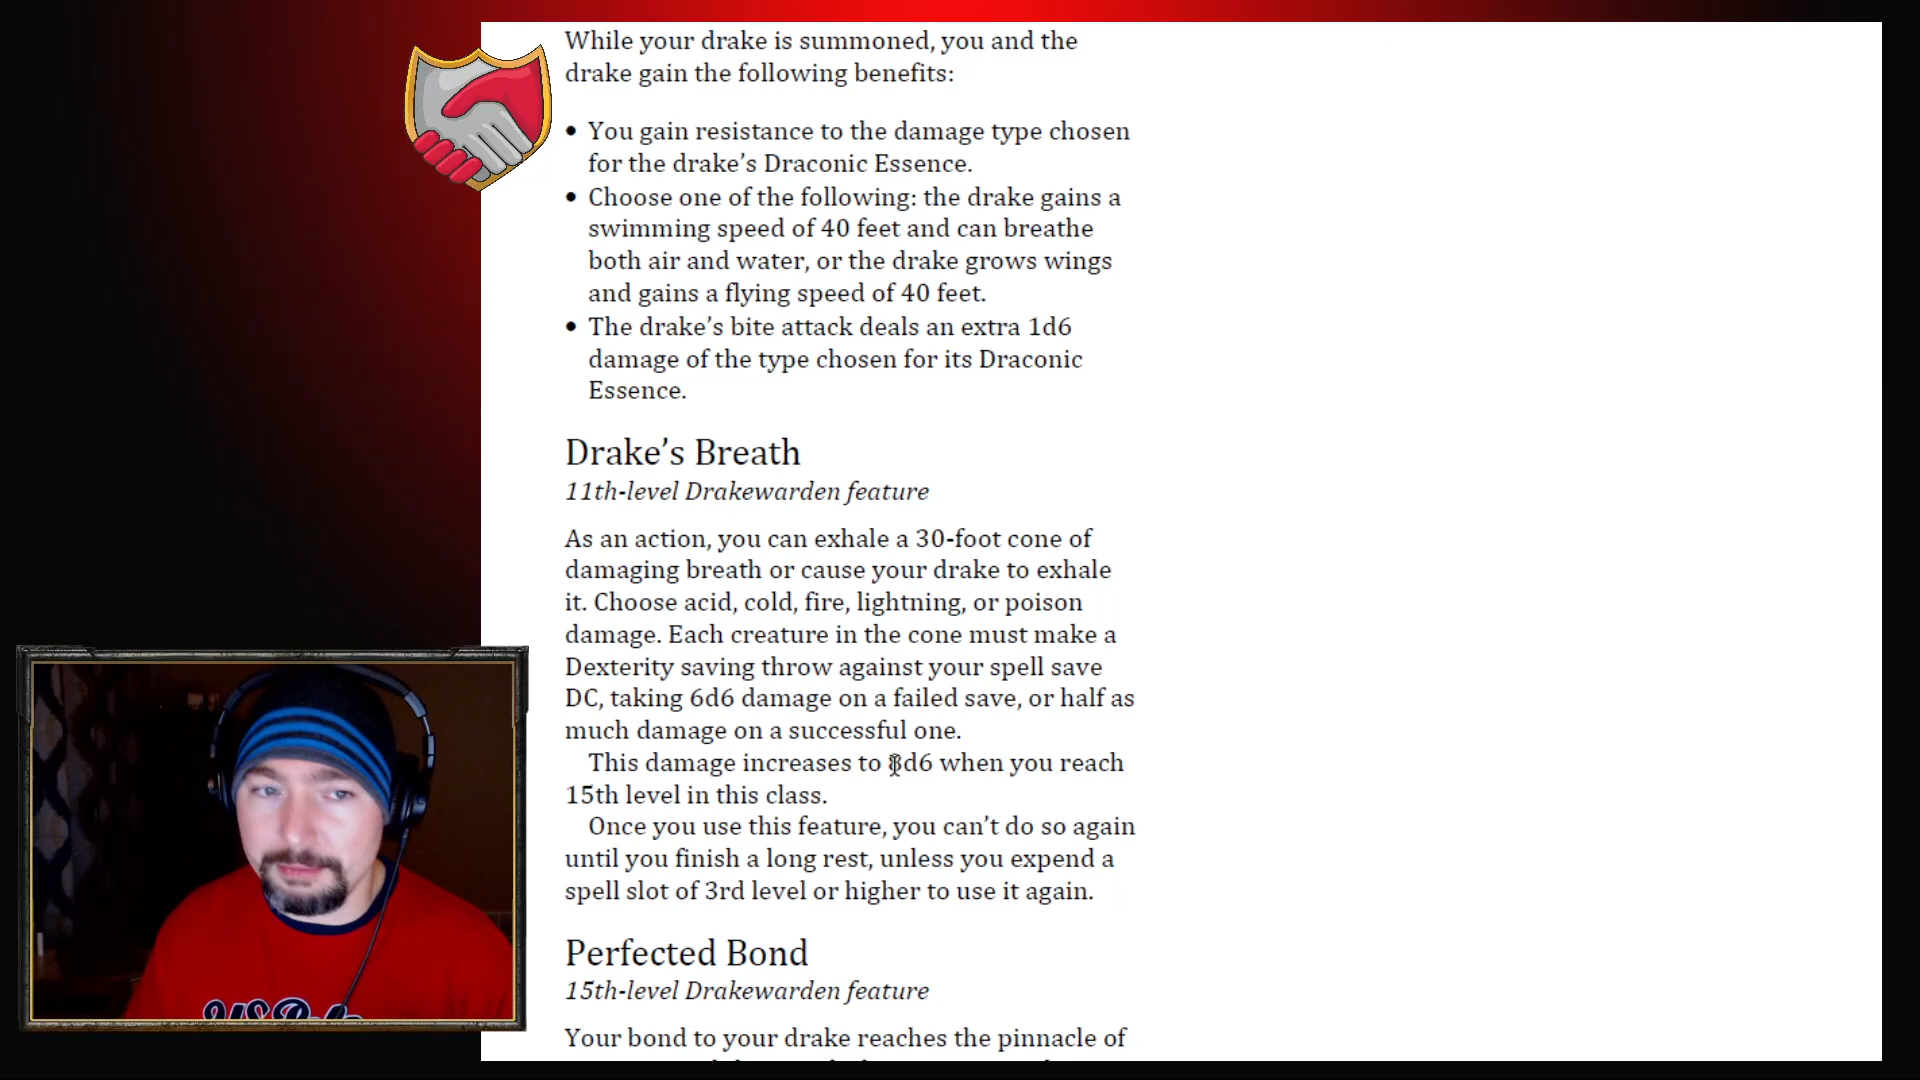 While your drake is summoned, you and the
drake gain the following benefits:
• You gain resistance to the damage type chosen
for the drake’s Draconic Essence.
• Choose one of the following: the drake gains a
swimming speed of 40 feet and can breathe
both air and water, or the drake grows wings
and gains a flying speed of 40 feet.
• The drake’s bite attack deals an extra 1d6
damage of the type chosen for its Draconic
Essence.
Drake’s Breath
11th-level Drakewarden feature
As an action, you can exhale a 30-foot cone of
damaging breath or cause your drake to exhale
it. Choose acid, cold, fire, lightning, or poison
damage. Each creature in the cone must make a
Dexterity saving throw against your spell save
DC, taking 6d6 damage on a failed save, or half as
much damage on a successful one.
This damage increases to 8d6 when you reach
15th level in this class.
Once you use this feature, you can’t do so again
until you finish a long rest, unless you expend a
spell slot of 3rd level or higher to use it again.
Perfected Bond
15th-level Drakewarden feature
Your bond to your drake reaches the pinnacle of